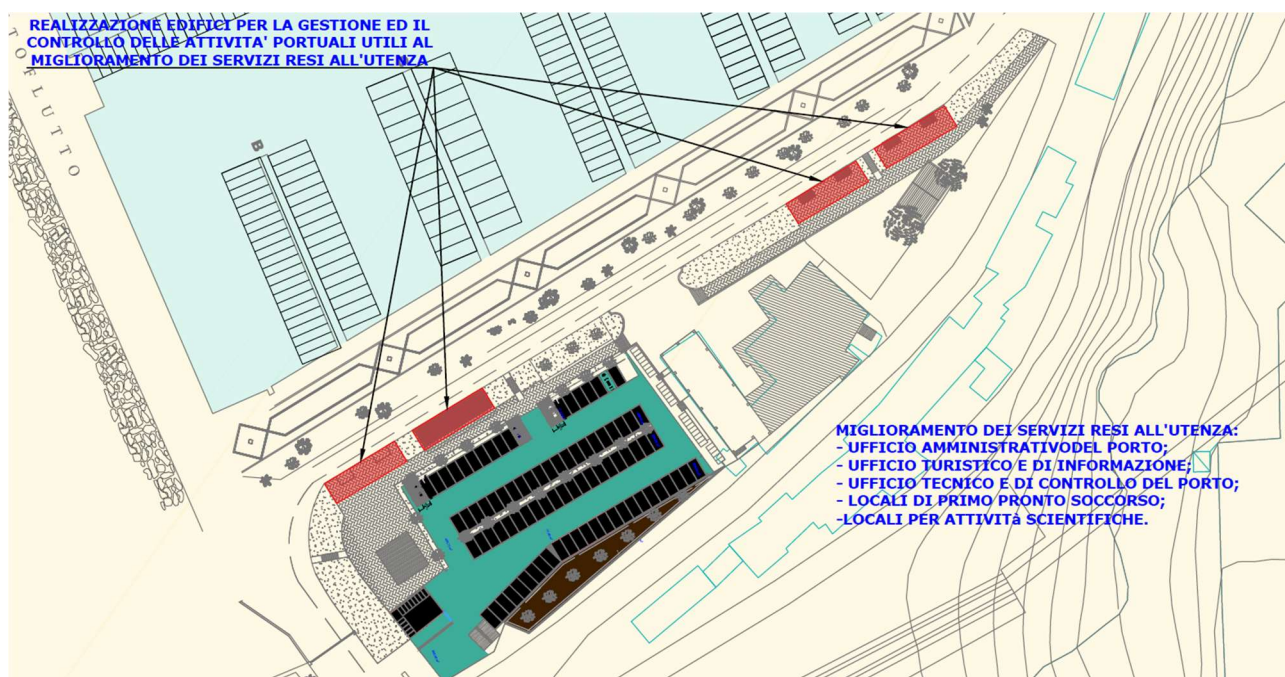 REALIZZAZIONE EDIFICI PER LA GESTIONE ED IL
CONTROLLO DELLE ATTIVITA' PORTUALI UTILI AL
MIGLIORAMENTO DEI SERVIZI RESI ALL'UTENZA
TOFLUTTO
B
MIGLIORAMENTO DEI SERVIZI RESI ALL'UTENZA:
- UFFICIO AMMINISTRATIVODEL PORTO;
- UFFICIO TURISTICO E DI INFORMAZIONE;
- UFFICIO TECNICO E DI CONTROLLO DEL PORTO;
- LOCALI DI PRIMO PRONTO SOCCORSO;
-LOCALI PER ATTIVITà SCIENTIFICHE.